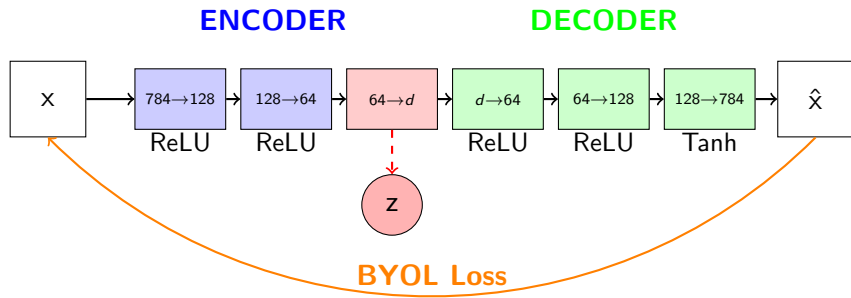 ENCODER DECODER
x 784→128 128→64 64→d d→64 64→128 128→784 x̂
ReLU ReLU ReLU ReLU Tanh
z
BYOL Loss